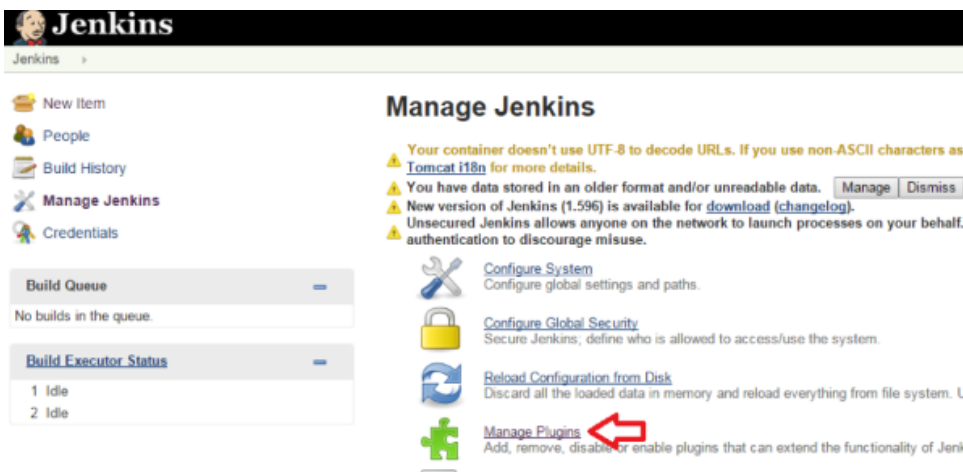 Jenkins
Jenkins ›
New Item
People
Build History
Manage Jenkins
Credentials
Build Queue
No builds in the queue.
Build Executor Status
1 Idle
2 Idle
Manage Jenkins
Your container doesn't use UTF-8 to decode URLs. If you use non-ASCII characters as
Tomcat i18n for more details.
You have data stored in an older format and/or unreadable data. Manage Dismiss
New version of Jenkins (1.596) is available for download (changelog).
Unsecured Jenkins allows anyone on the network to launch processes on your behalf.
authentication to discourage misuse.
Configure System
Configure global settings and paths.
Configure Global Security
Secure Jenkins; define who is allowed to access/use the system.
Reload Configuration from Disk
Discard all the loaded data in memory and reload everything from file system. U
Manage Plugins
Add, remove, disable or enable plugins that can extend the functionality of Jenk